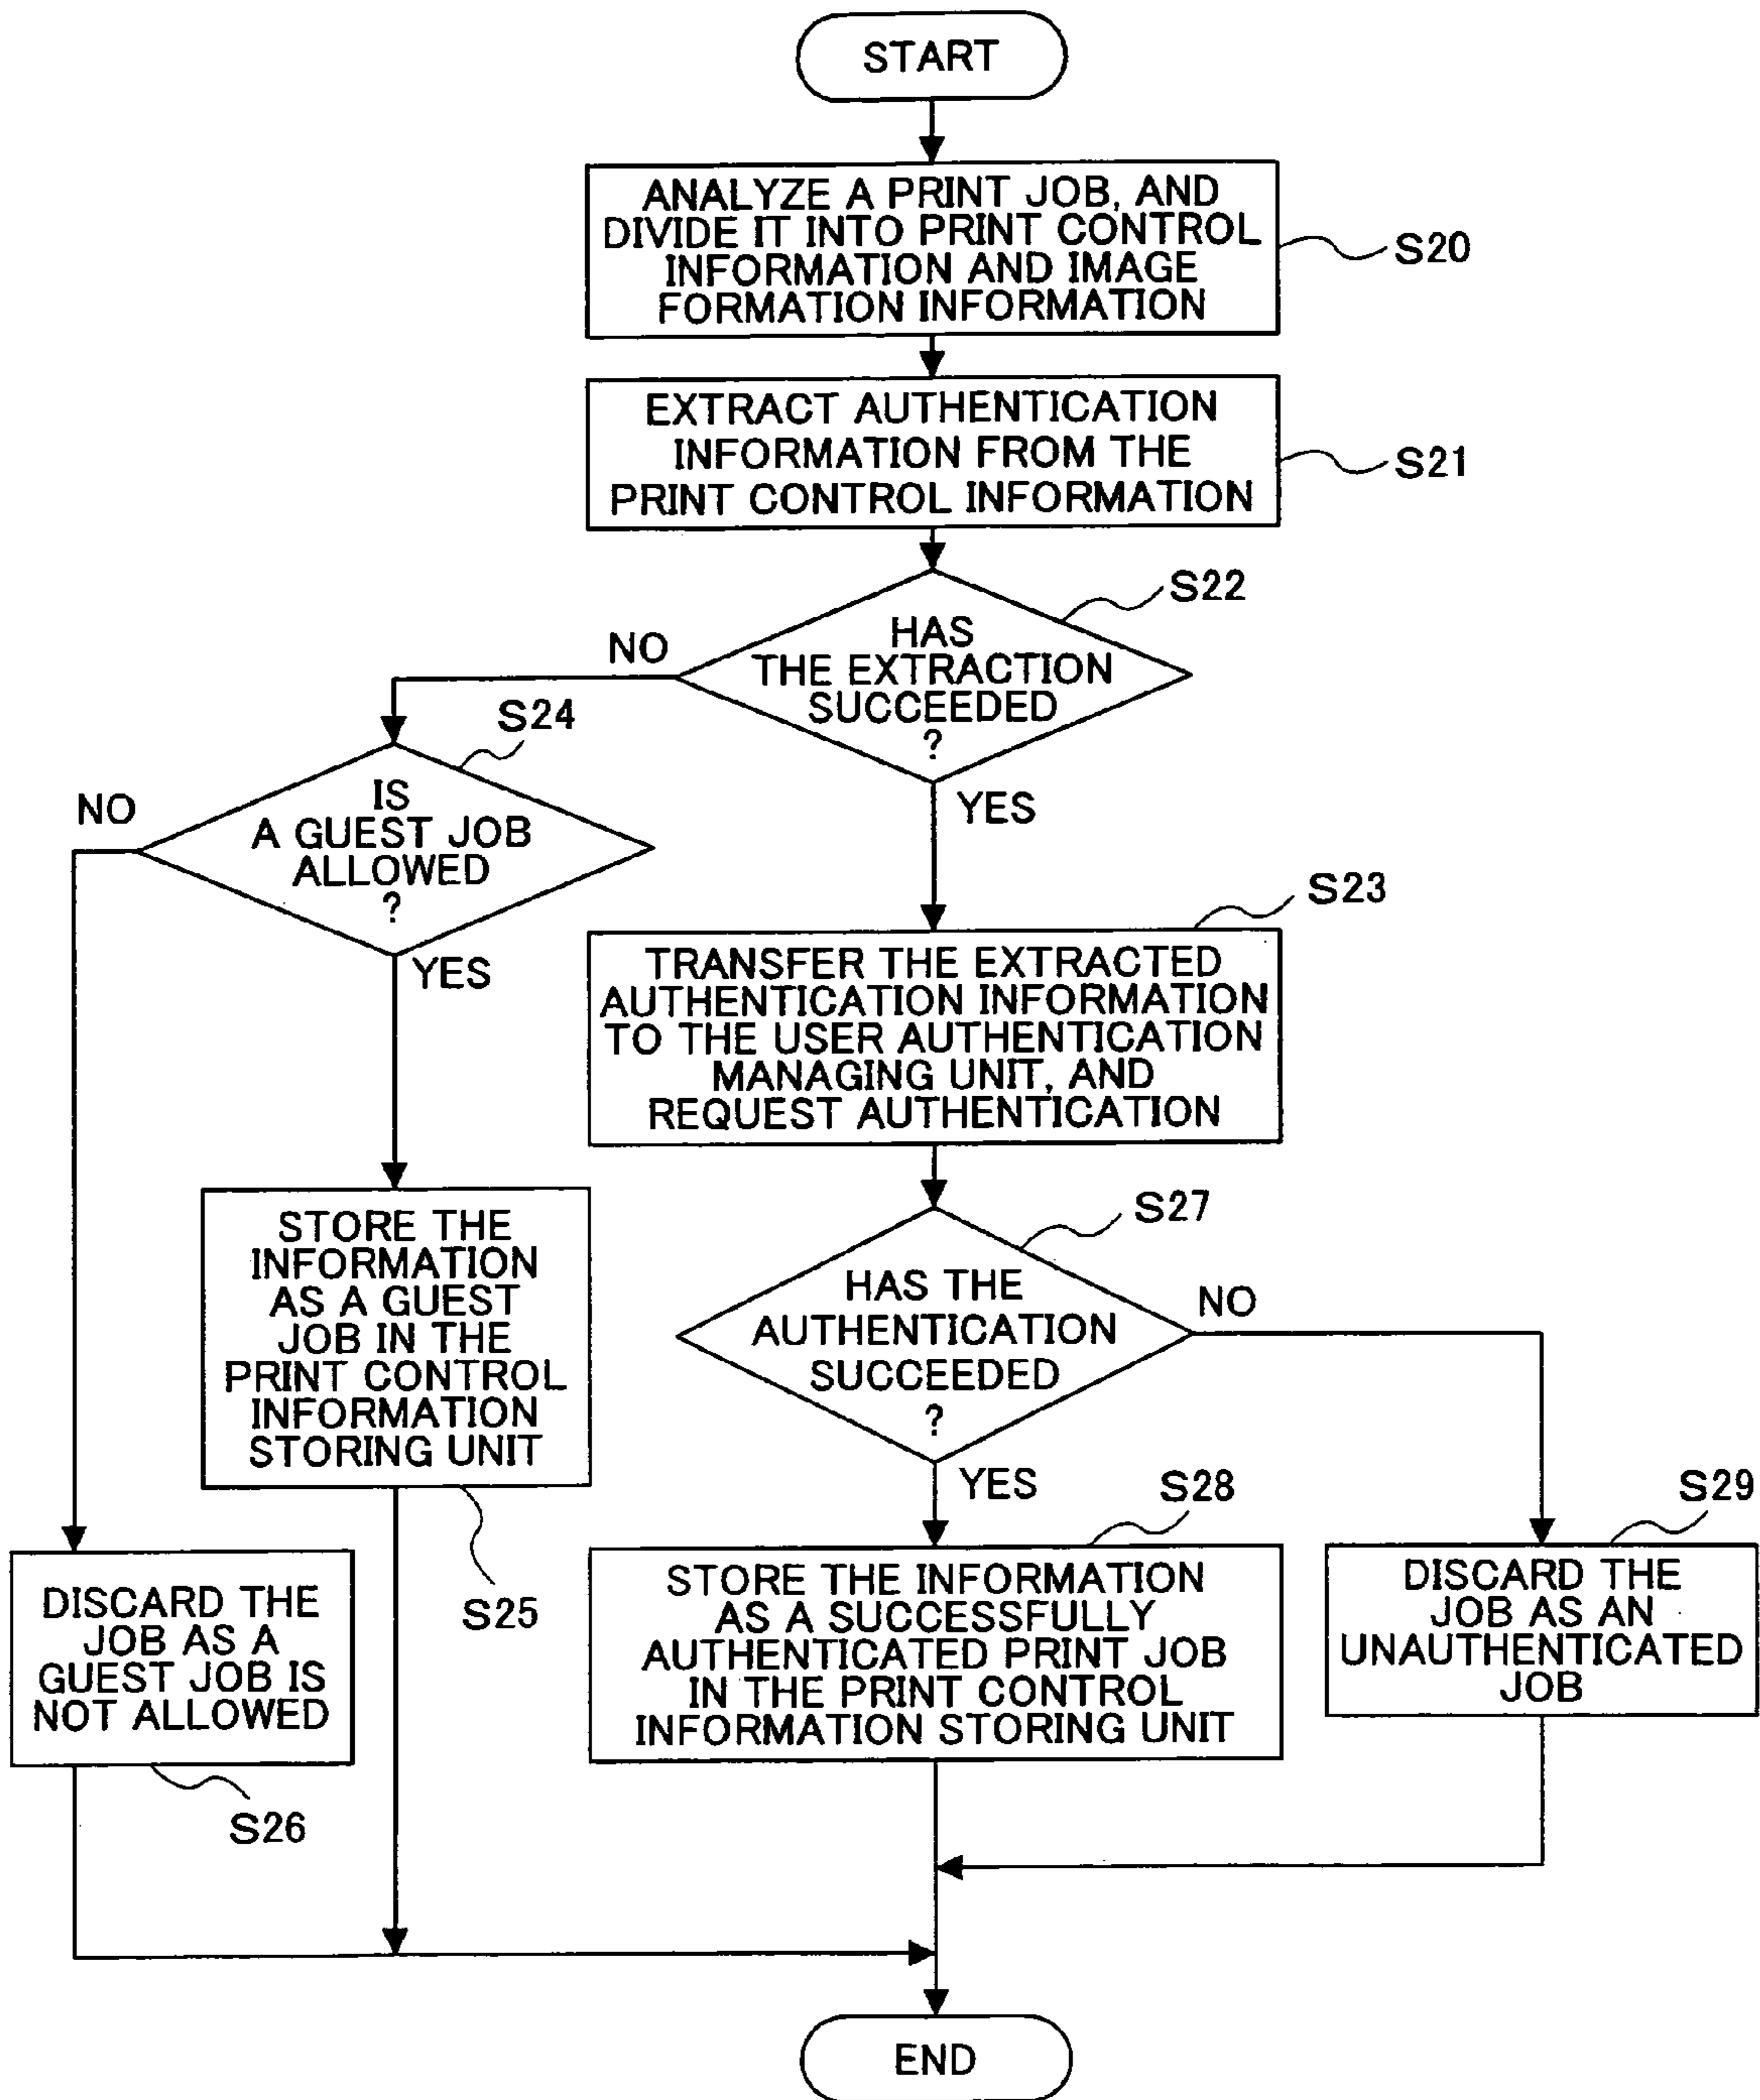 START
ANALYZE A PRINT JOB, AND
DIVIDE IT INTO PRINT CONTROL
INFORMATION AND IMAGE
FORMATION INFORMATION
S20
EXTRACT AUTHENTICATION
INFORMATION FROM THE
PRINT CONTROL INFORMATION
S21
S22
HAS
THE EXTRACTION
SUCCEEDED
?
NO
YES
S24
IS
A GUEST JOB
ALLOWED
?
NO
YES
S23
TRANSFER THE EXTRACTED
AUTHENTICATION INFORMATION
TO THE USER AUTHENTICATION
MANAGING UNIT, AND
REQUEST AUTHENTICATION
STORE THE
INFORMATION
AS A GUEST
JOB IN THE
PRINT CONTROL
INFORMATION
STORING UNIT
S25
S27
HAS THE
AUTHENTICATION
SUCCEEDED
?
NO
YES
DISCARD THE
JOB AS A
GUEST JOB IS
NOT ALLOWED
S26
S28
STORE THE INFORMATION
AS A SUCCESSFULLY
AUTHENTICATED PRINT JOB
IN THE PRINT CONTROL
INFORMATION STORING UNIT
S29
DISCARD THE
JOB AS AN
UNAUTHENTICATED
JOB
END